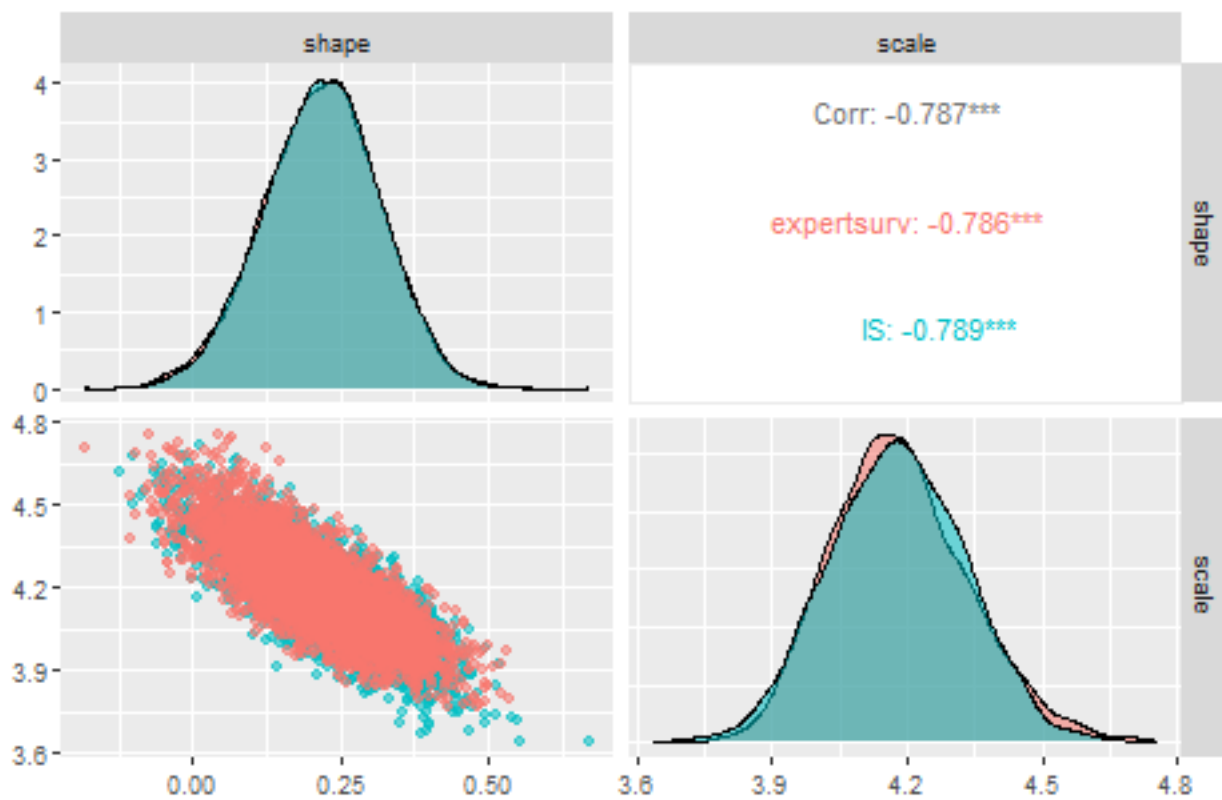 shape
scale
4
3
2
1
0
Corr: -0.787***
expertsurv: -0.786***
IS: -0.789***
shape
4.8
4.5
4.2
3.9
3.6
scale
0.00
0.25
0.50
3.6
3.9
4.2
4.5
4.8